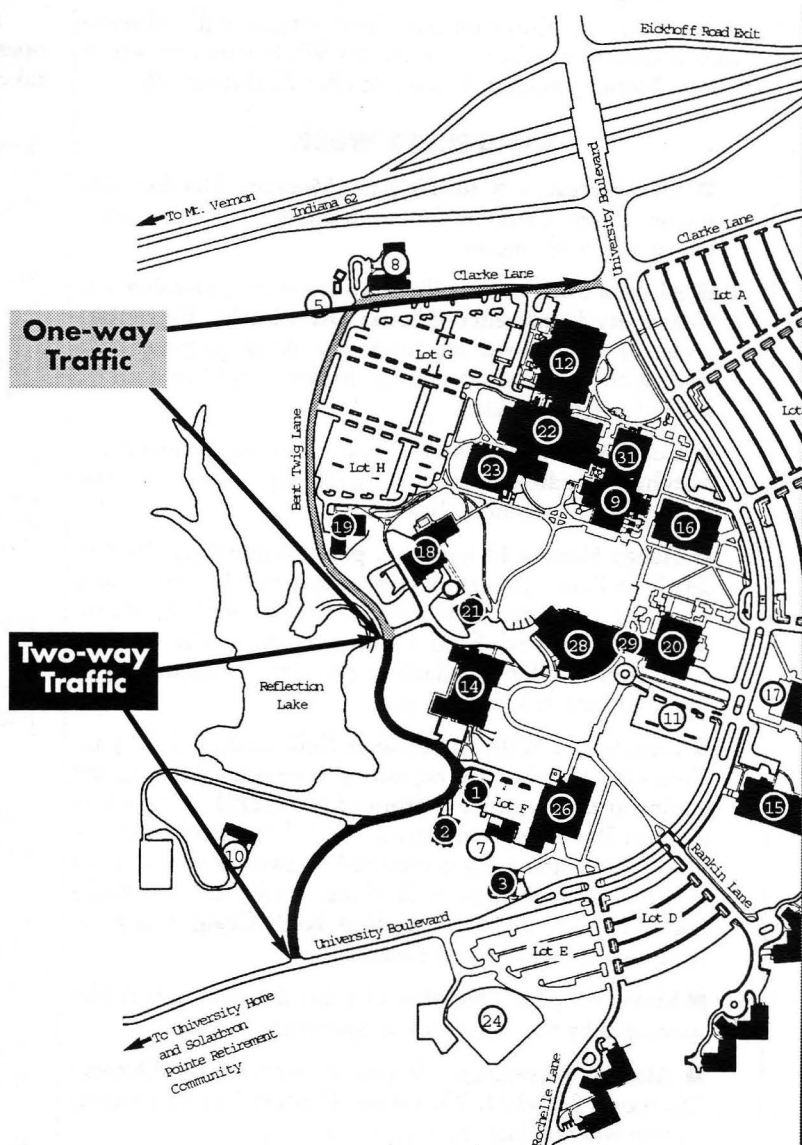 Eickhoff Road Exit
University Boulevard
To Mt. Vernon
Indiana 62
Clarke Lane
Clarke Lane
8
5
Lot A
One-way
Traffic
Lot G
12
Lot
22
31
Bent Twig Lane
Lot H
23
9
19
16
18
21
Two-way
Traffic
28
29
20
14
Reflection
Lake
17
11
1
Lot F
26
15
2
7
10
3
Rankin Lane
University Boulevard
Lot D
Lot E
24
To University Home
and Solarbron
Pointe Retirement
Community
Rochelle Lane